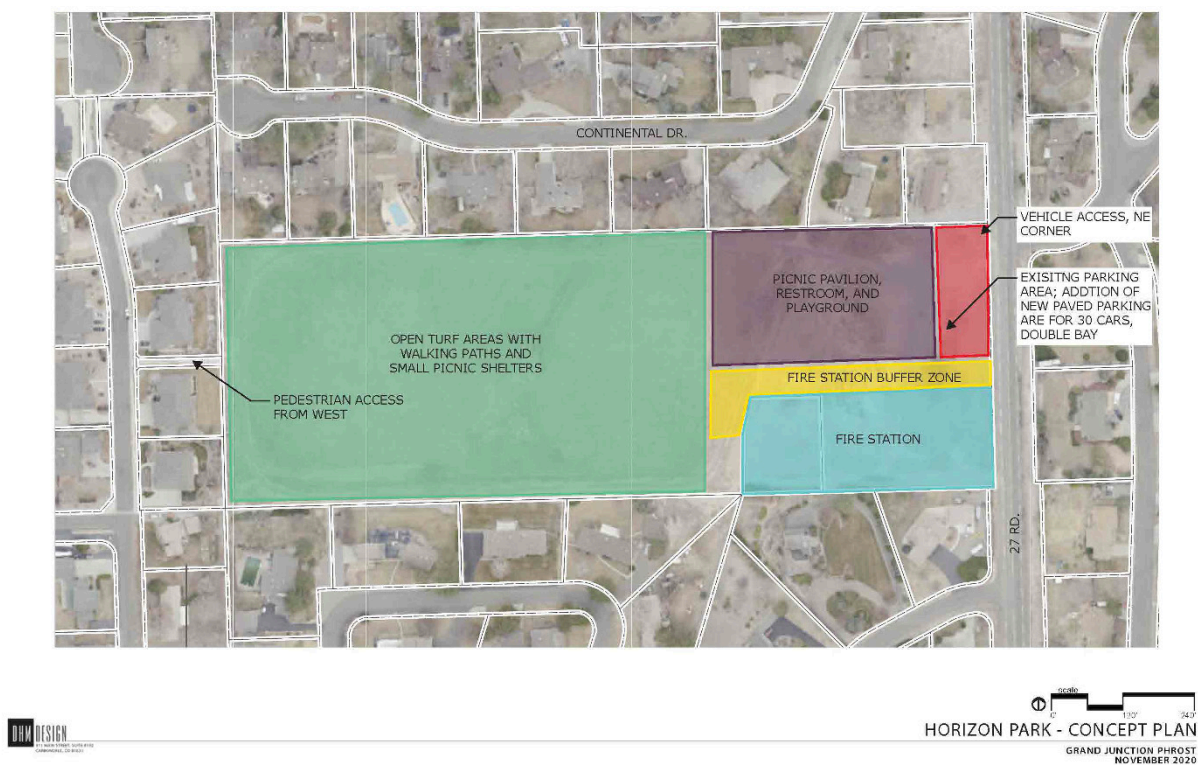 CONTINENTAL DR.
VEHICLE ACCESS, NE
CORNER
EXISITNG PARKING
AREA; ADDTION OF
NEW PAVED PARKING
ARE FOR 30 CARS,
DOUBLE BAY
PICNIC PAVILION,
RESTROOM, AND
PLAYGROUND
OPEN TURF AREAS WITH
WALKING PATHS AND
SMALL PICNIC SHELTERS
FIRE STATION BUFFER ZONE
PEDESTRIAN ACCESS
FROM WEST
FIRE STATION
27 RD.
scale
0' 120' 240'
HORIZON PARK - CONCEPT PLAN
GRAND JUNCTION PHROST
NOVEMBER 2020
DHM DESIGN